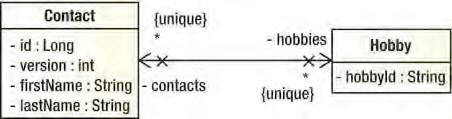 Contact
- id : Long
- version : int
- firstName : String
- lastName : String
{unique}
*
- contacts
- hobbies
*
{unique}
Hobby
- hobbyId : String